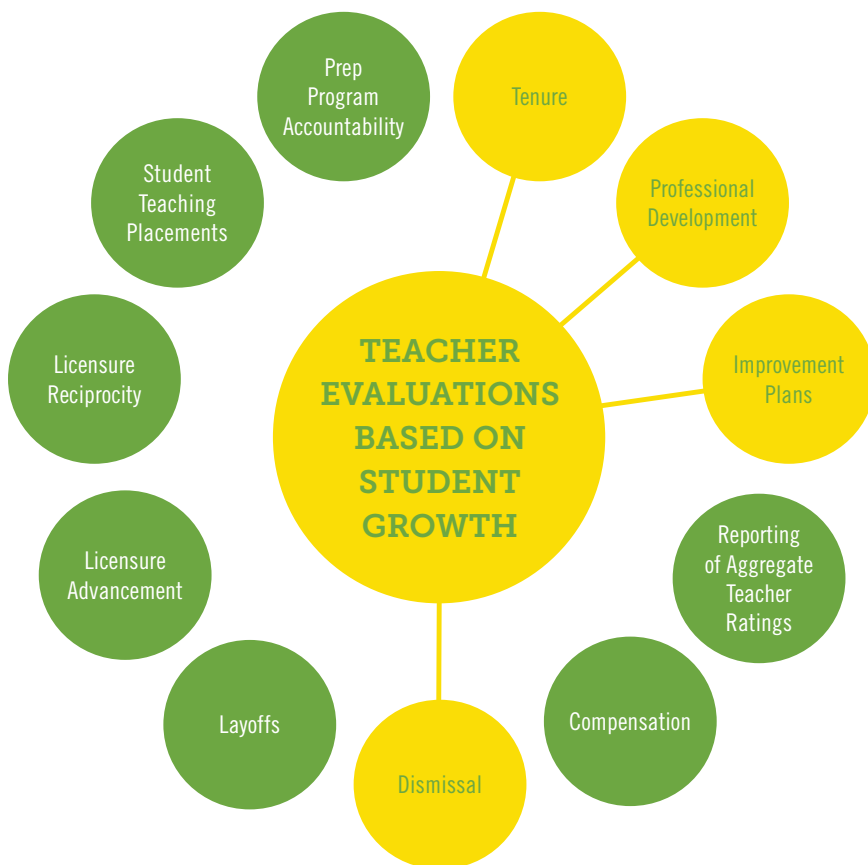 Prep
Program
Accountability
Tenure
Student
Teaching
Placements
Professional
Development
Licensure
Reciprocity
TEACHER
EVALUATIONS
BASED ON
STUDENT
GROWTH
Improvement
Plans
Licensure
Advancement
Reporting
of Aggregate
Teacher
Ratings
Layoffs
Compensation
Dismissal